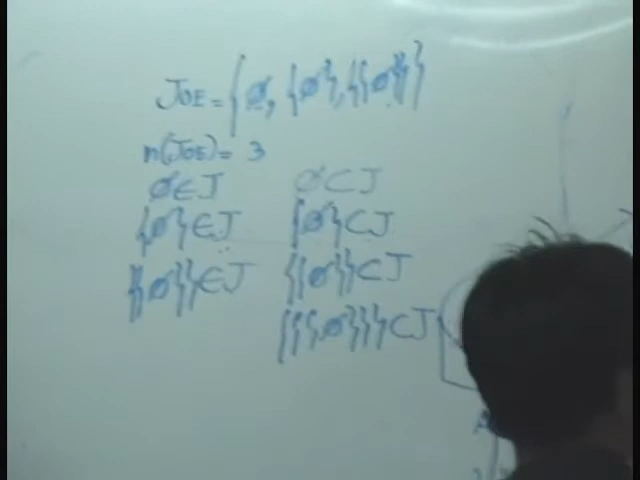 JOE = {Ø, {Ø}, {{Ø}}}
n(JOE) = 3
Ø∈J Ø⊂J
{Ø}∈J {Ø}⊂J
{{Ø}}∈J {{Ø}}⊂J
{{{Ø}}}⊂J